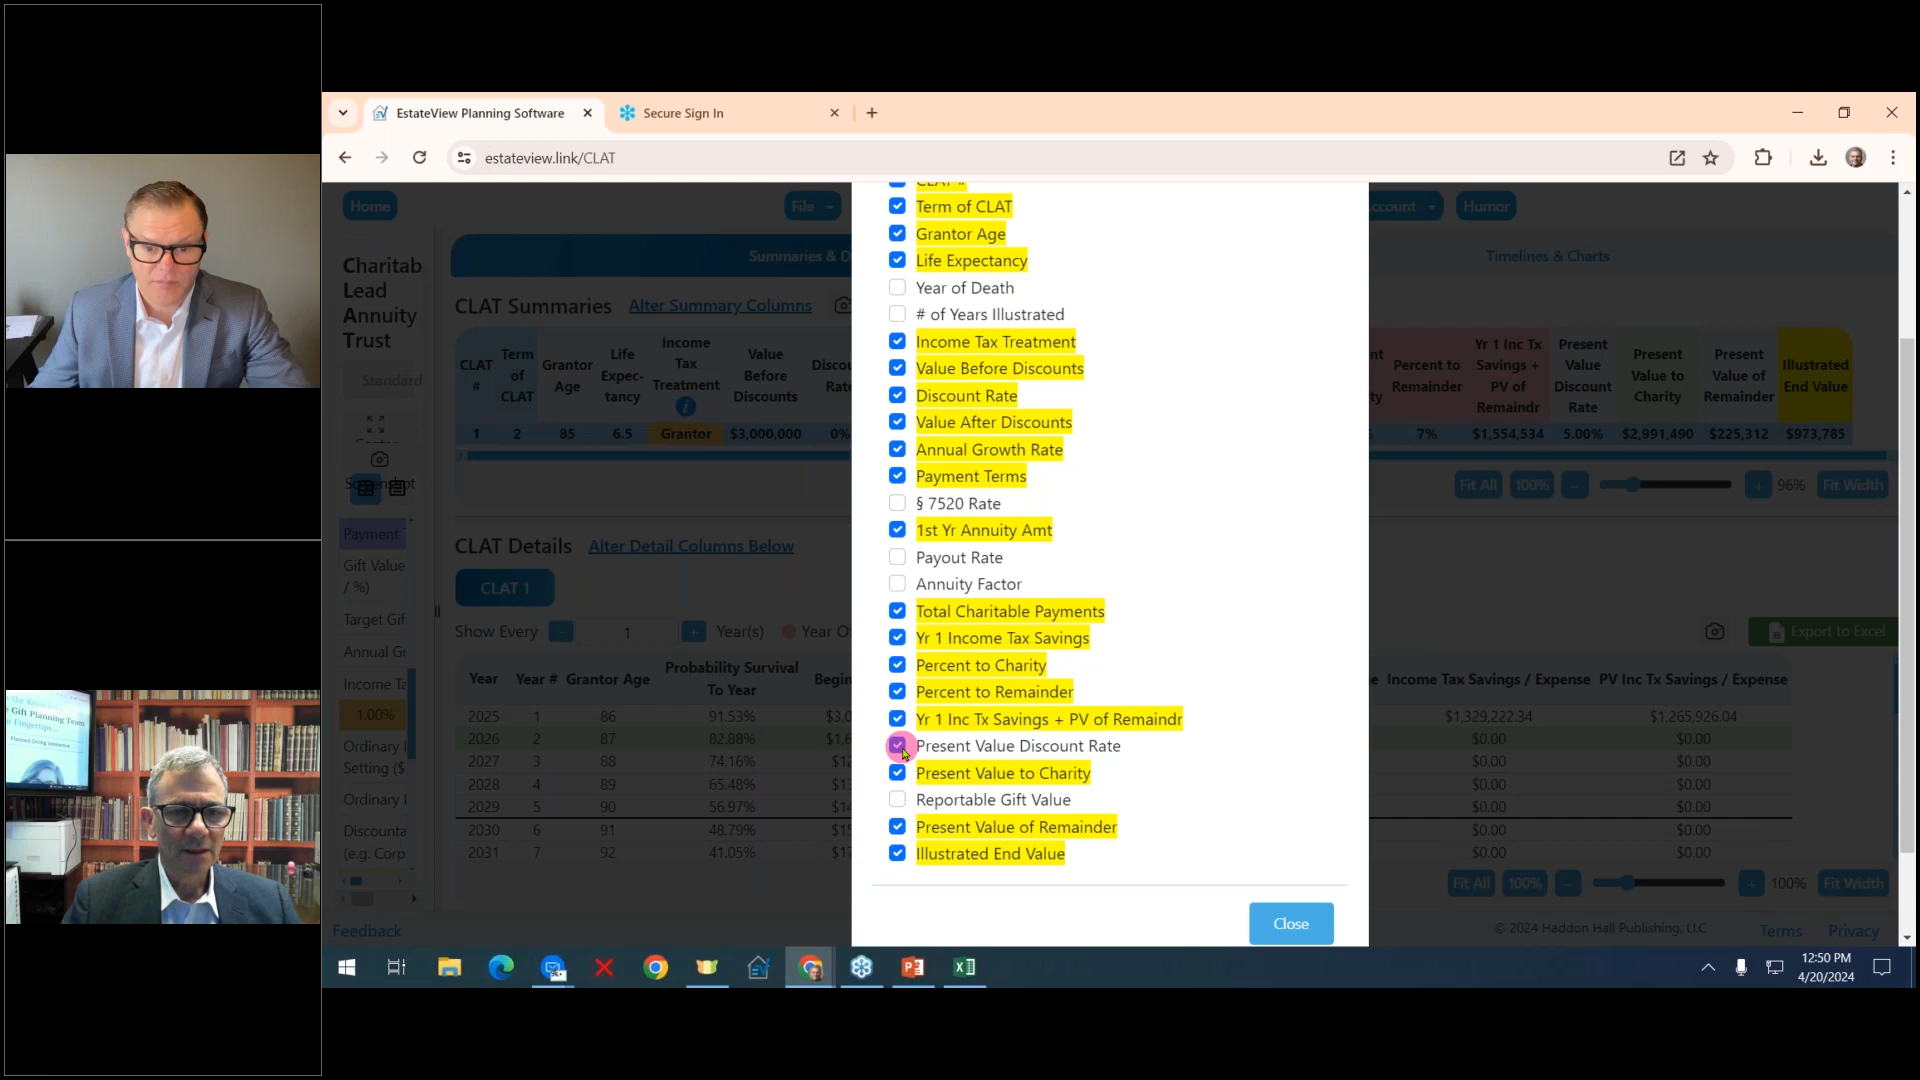 EstateView Planning Software
Secure Sign In
estateview.link/CLAT
Home
File
ccount
Humor
Charitab
Lead
Annuity
Trust
Standard
Payment
Gift Value
/ %)
Target Gif
Income Ta
1.00%
Ordinary
Setting ($
Ordinary
Discounta
(e.g. Corp
Feedback
Summaries & D
Timelines & Charts
CLAT Summaries
Alter Summary Columns
CLAT #
Term of CLAT
Grantor Age
Life Expec-tancy
Income Tax Treatment
Value Before Discounts
Percent to Remainder
Yr 1 Inc Tx Savings + PV of Remaindr
Present Value Discount Rate
Present Value to Charity
Present Value of Remainder
Illustrated End Value
1 2 85 6.5 Grantor $3,000,000 0%
7% $1,554,534 5.00% $2,991,490 $225,312 $973,785
Fit All 100% - + 96% Fit Width
CLAT Details
Alter Detail Columns Below
CLAT 1
Show Every - 1 + Year(s)
Export to Excel
Year Year # Grantor Age Probability Survival To Year
Income Tax Savings / Expense PV Inc Tx Savings / Expense
2025 1 86 91.53% $1,329,222.34 $1,265,926.04
2026 2 87 82.88% $0.00 $0.00
2027 3 88 74.16% $0.00 $0.00
2028 4 89 65.48% $0.00 $0.00
2029 5 90 56.97% $0.00 $0.00
2030 6 91 48.79% $0.00 $0.00
2031 7 92 41.05% $0.00 $0.00
Fit All 100% - + 100% Fit Width
© 2024 Haddon Hall Publishing, LLC
Terms
Privacy
CLAT #
Term of CLAT
Grantor Age
Life Expectancy
Year of Death
# of Years Illustrated
Income Tax Treatment
Value Before Discounts
Discount Rate
Value After Discounts
Annual Growth Rate
Payment Terms
§ 7520 Rate
1st Yr Annuity Amt
Payout Rate
Annuity Factor
Total Charitable Payments
Yr 1 Income Tax Savings
Percent to Charity
Percent to Remainder
Yr 1 Inc Tx Savings + PV of Remaindr
Present Value Discount Rate
Present Value to Charity
Reportable Gift Value
Present Value of Remainder
Illustrated End Value
Close
12:50 PM
4/20/2024